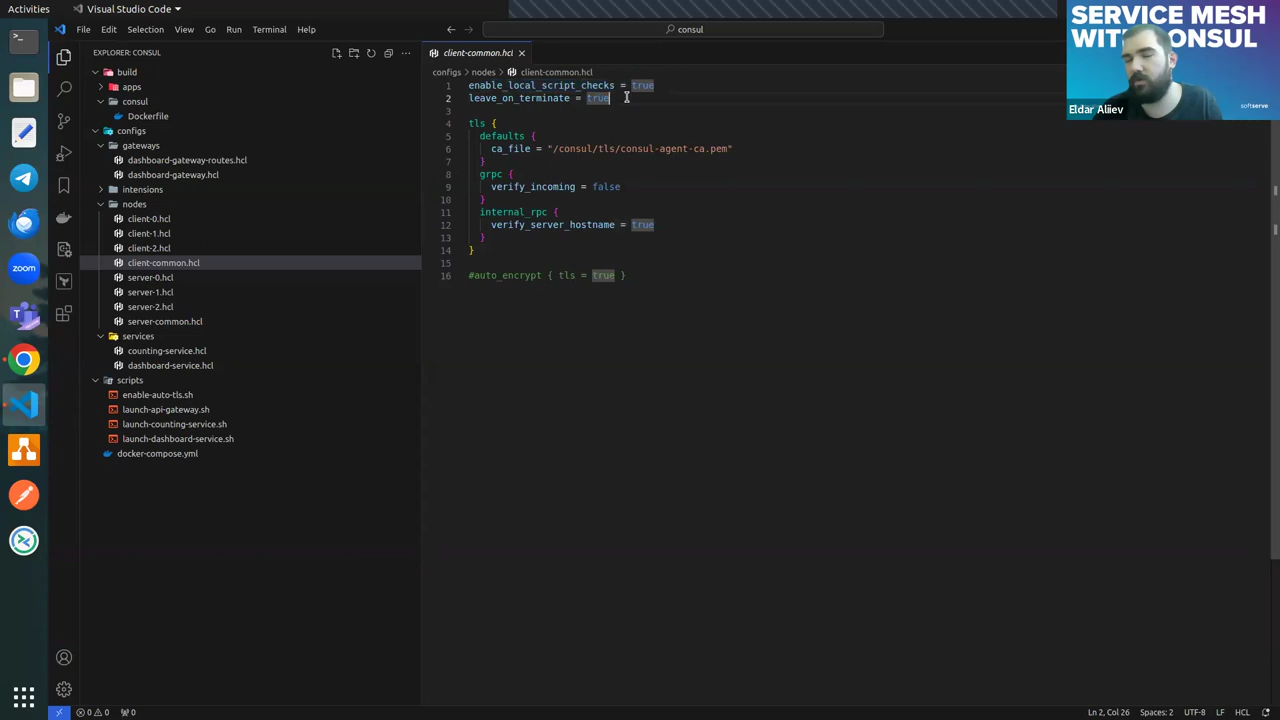 Activities
Visual Studio Code
File Edit Selection View Go Run Terminal Help
consul
SERVICE MESH
WITH CONSUL
Eldar Aliiev
softserve
EXPLORER: CONSUL
build
apps
consul
Dockerfile
configs
gateways
dashboard-gateway-routes.hcl
dashboard-gateway.hcl
intensions
nodes
client-0.hcl
client-1.hcl
client-2.hcl
client-common.hcl
server-0.hcl
server-1.hcl
server-2.hcl
server-common.hcl
services
counting-service.hcl
dashboard-service.hcl
scripts
enable-auto-tls.sh
launch-api-gateway.sh
launch-counting-service.sh
launch-dashboard-service.sh
docker-compose.yml
client-common.hcl
configs > nodes > client-common.hcl
1 enable_local_script_checks = true
2 leave_on_terminate = true
3
4 tls {
5 defaults {
6 ca_file = "/consul/tls/consul-agent-ca.pem"
7 }
8 grpc {
9 verify_incoming = false
10 }
11 internal_rpc {
12 verify_server_hostname = true
13 }
14 }
15
16 #auto_encrypt { tls = true }
zoom
0 0 0
Ln 2, Col 26 Spaces: 2 UTF-8 LF HCL